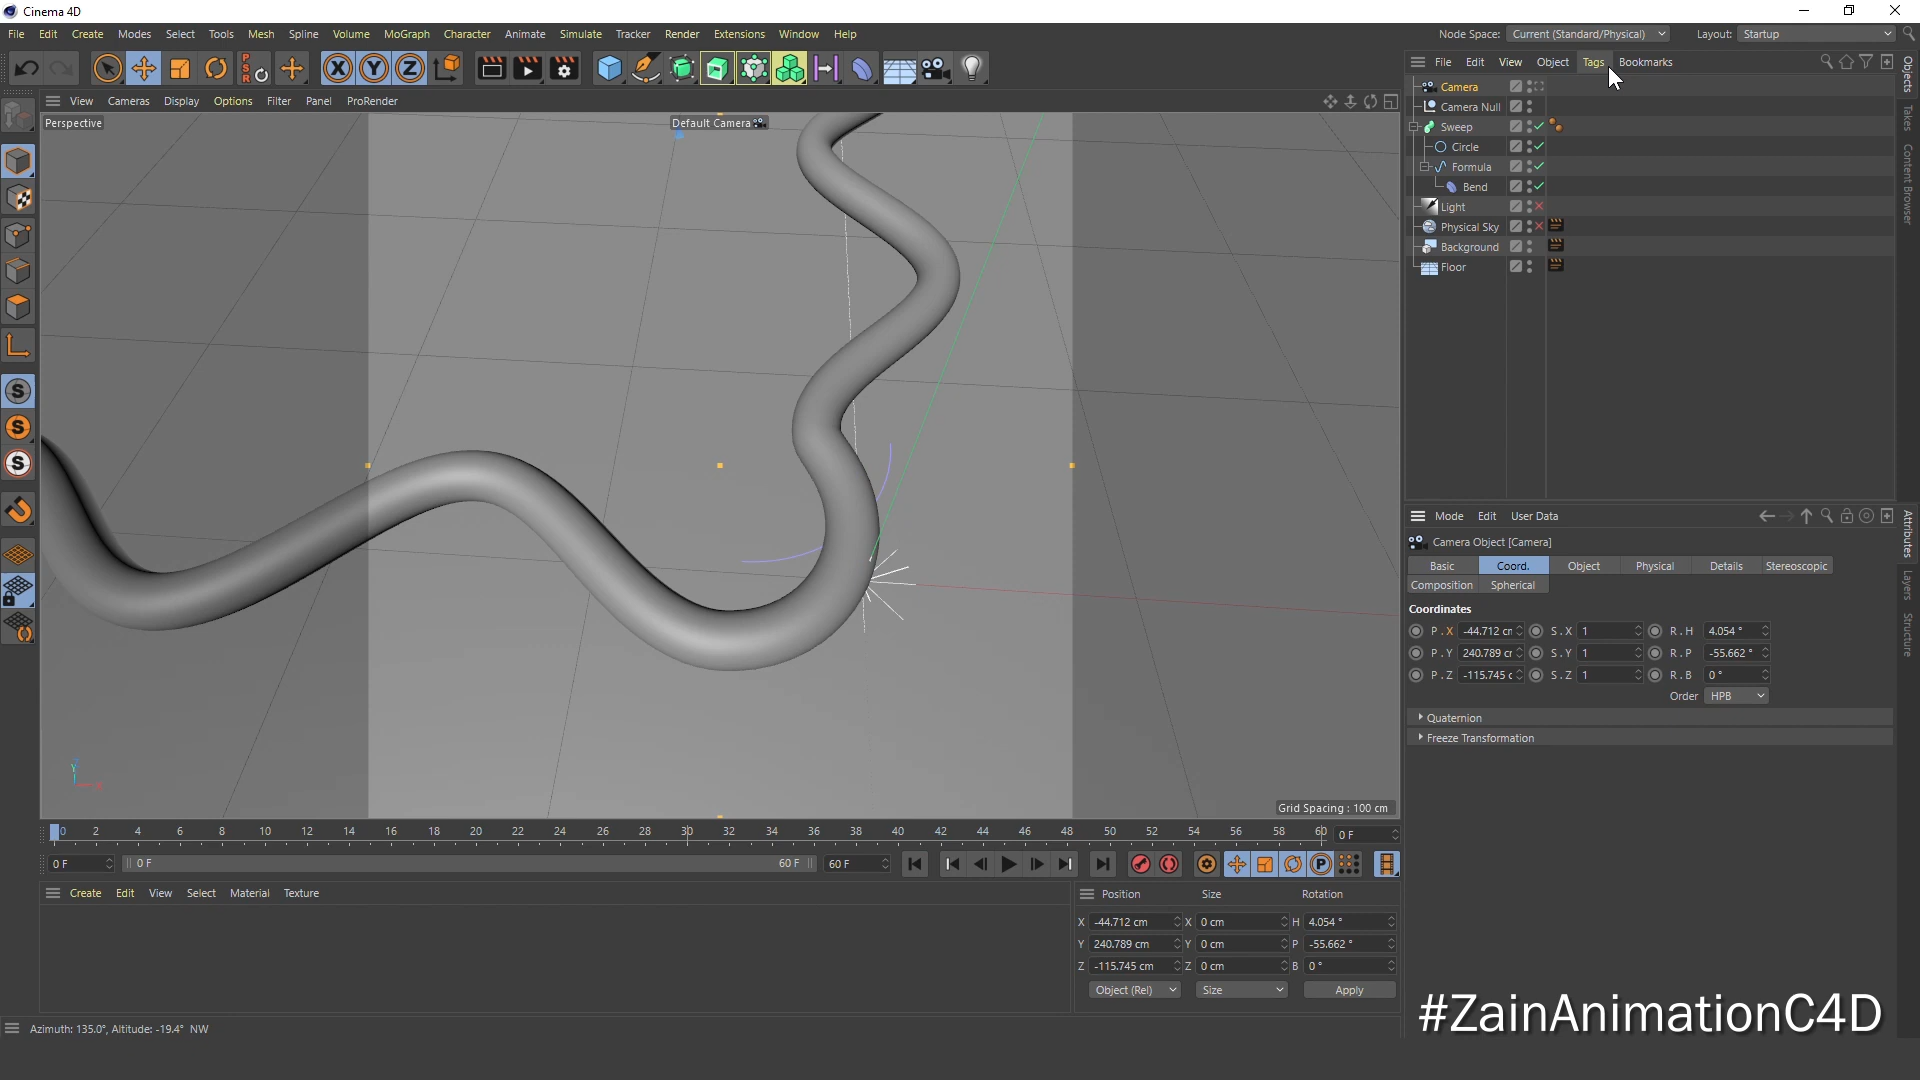 Cinema 4D
File Edit Create Modes Select Tools Mesh Spline Volume MoGraph Character Animate Simulate Tracker Render Extensions Window Help
Node Space: Current (Standard/Physical) Layout: Startup
File Edit View Object Tags Bookmarks
View Cameras Display Options Filter Panel ProRender
Perspective
Default Camera
Camera
Camera Null
Sweep
Circle
Formula
Bend
Light
Physical Sky
Background
Floor
Objects
Takes
Content Browser
Mode Edit User Data
Camera Object [Camera]
Basic Coord. Object Physical Details Stereoscopic
Composition Spherical
Coordinates
P . X -44.712 cm S . X 1 R . H 4.054 °
P . Y 240.789 cr S . Y 1 R . P -55.662 °
P . Z -115.745 c S . Z 1 R . B 0 °
Order HPB
Quaternion
Freeze Transformation
Attributes
Layers
Structure
Grid Spacing : 100 cm
0 2 4 6 8 10 12 14 16 18 20 22 24 26 28 30 32 34 36 38 40 42 44 46 48 50 52 54 56 58 60 0 F
0 F 0 F 60 F 60 F
Create Edit View Select Material Texture
Position Size Rotation
X -44.712 cm X 0 cm H 4.054 °
Y 240.789 cm Y 0 cm P -55.662 °
Z -115.745 cm Z 0 cm B 0 °
Object (Rel) Size Apply
Azimuth: 135.0°, Altitude: -19.4° NW
#ZainAnimationC4D